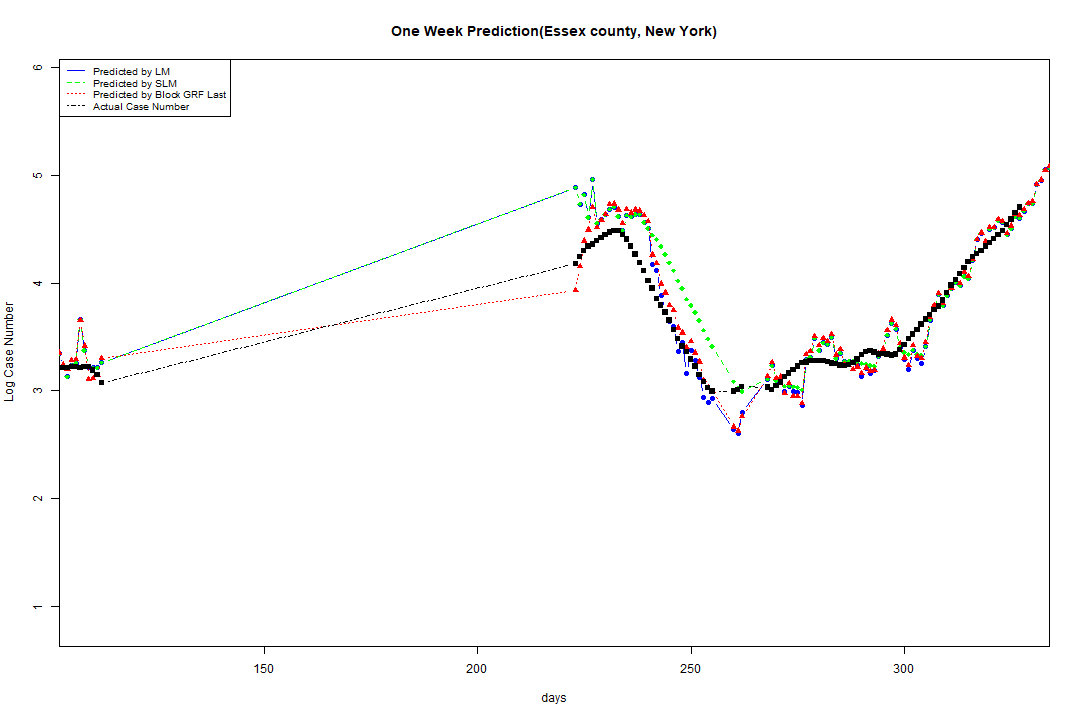 One Week Prediction(Essex county, New York)
Predicted by LM
Predicted by SLM
Predicted by Block GRF Last
Actual Case Number
6
5
4
3
2
1
Log Case Number
150
200
250
300
days